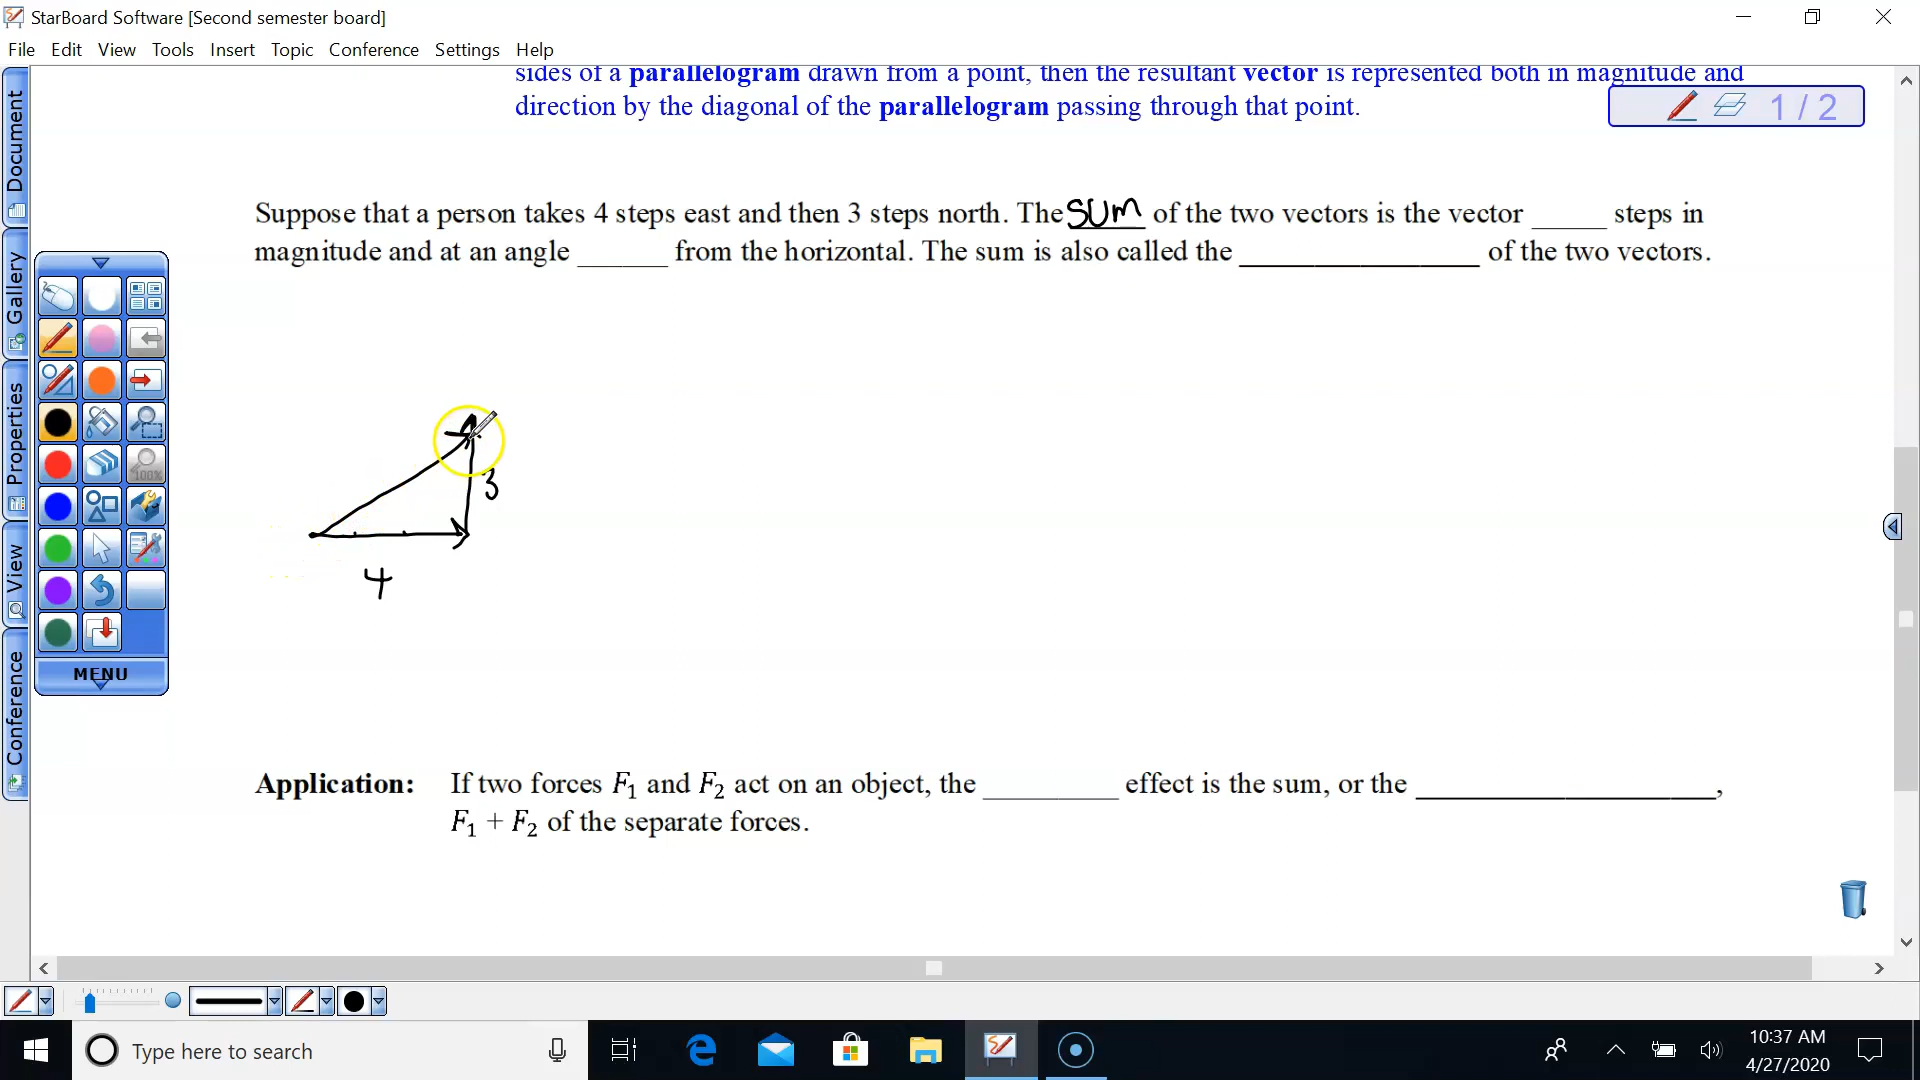 StarBoard Software [Second semester board]
File Edit View Tools Insert Topic Conference Settings Help
sides of a parallelogram drawn from a point, then the resultant vector is represented both in magnitude and
direction by the diagonal of the parallelogram passing through that point.
1 / 2
Suppose that a person takes 4 steps east and then 3 steps north. The SUM of the two vectors is the vector _____ steps in
magnitude and at an angle ______ from the horizontal. The sum is also called the ________________ of the two vectors.
3
4
Application: If two forces F₁ and F₂ act on an object, the _________ effect is the sum, or the ____________________,
F₁ + F₂ of the separate forces.
Document
Gallery
Properties
View
Conference
100%
MENU
Type here to search
10:37 AM
4/27/2020